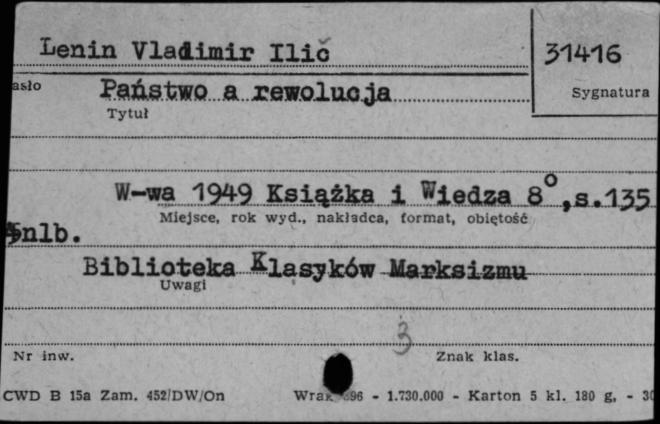 Lenin Vladimir Ilič
31416
asło
Państwo a rewolucja
Sygnatura
Tytuł
W-wa 1949 Książka i Wiedza 8°,s.135
Miejsce, rok wyd., nakładca, format, objętość
nlb.
Biblioteka Klasyków Marksizmu
Uwagi
3
Nr inw.
Znak klas.
CWD B 15a Zam. 452/DW/On
96 - 1.730.000 - Karton 5 kl. 180 g. - 30